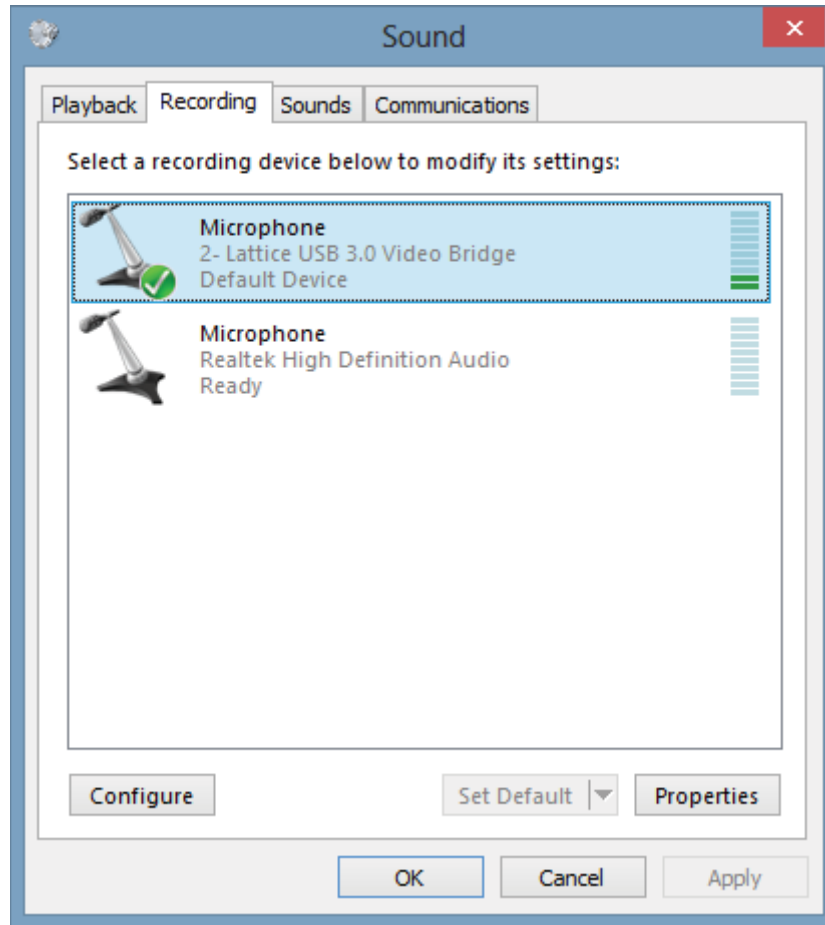 Sound
Playback Recording Sounds Communications
Select a recording device below to modify its settings:
Microphone
2- Lattice USB 3.0 Video Bridge
Default Device
Microphone
Realtek High Definition Audio
Ready
Configure Set Default Properties
OK Cancel Apply